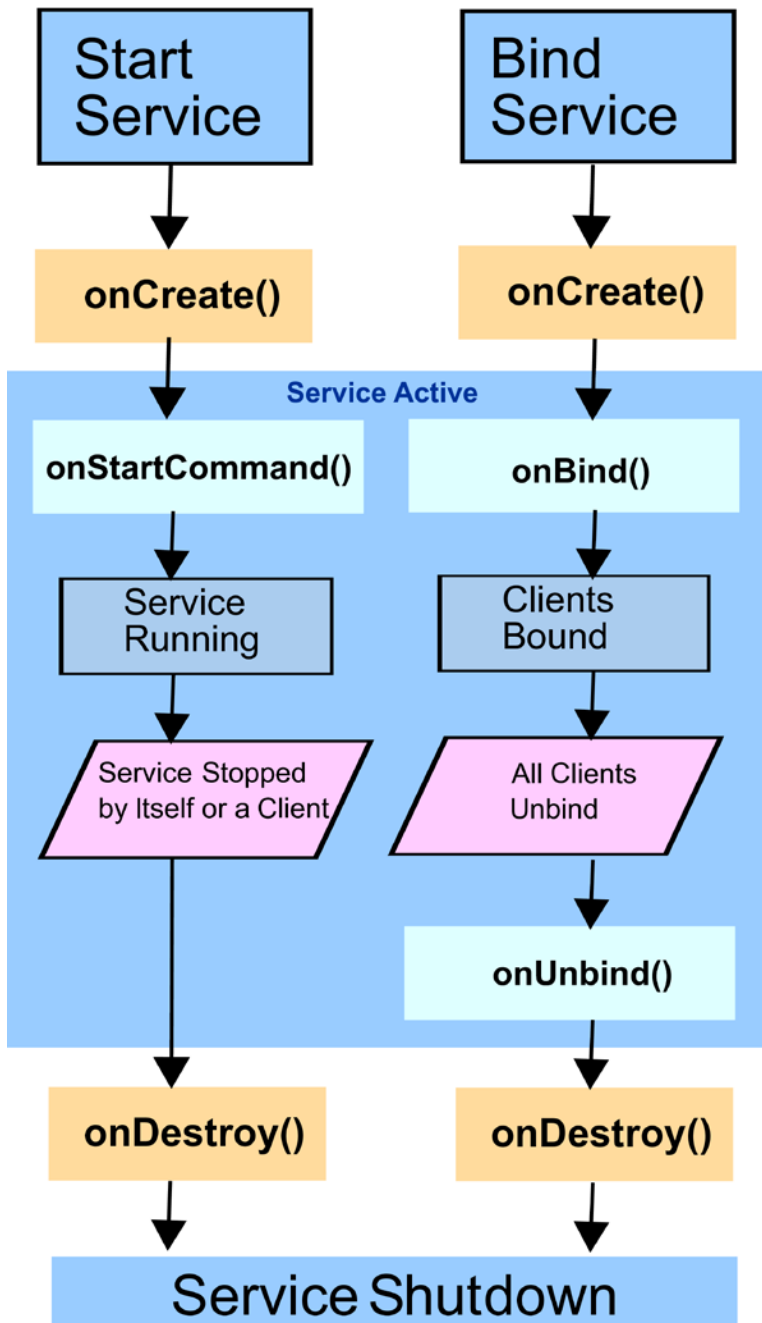 Start
Service
Bind
Service
onCreate()
onCreate()
Service Active
onStartCommand()
onBind()
Service
Running
Clients
Bound
Service Stopped
by Itself or a Client
All Clients
Unbind
onUnbind()
onDestroy()
onDestroy()
Service Shutdown